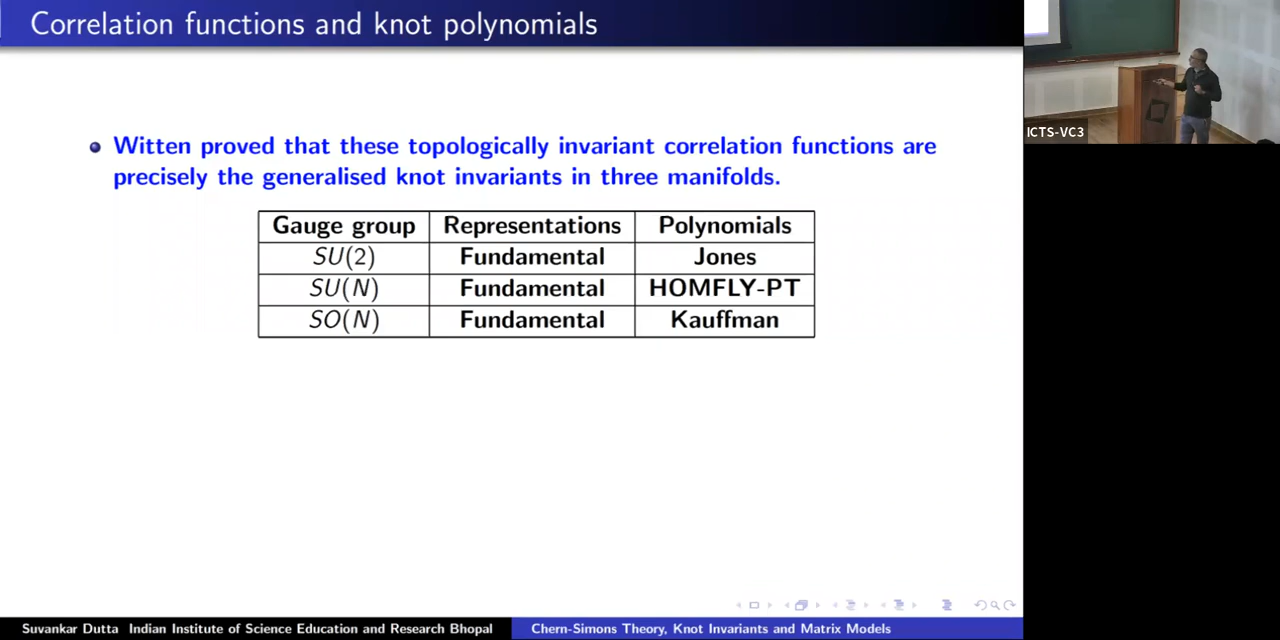 Correlation functions and knot polynomials
Witten proved that these topologically invariant correlation functions are
precisely the generalised knot invariants in three manifolds.
Gauge group Representations Polynomials
SU(2) Fundamental Jones
SU(N) Fundamental HOMFLY-PT
SO(N) Fundamental Kauffman
ICTS-VC3
Suvankar Dutta Indian Institute of Science Education and Research Bhopal Chern-Simons Theory, Knot Invariants and Matrix Models